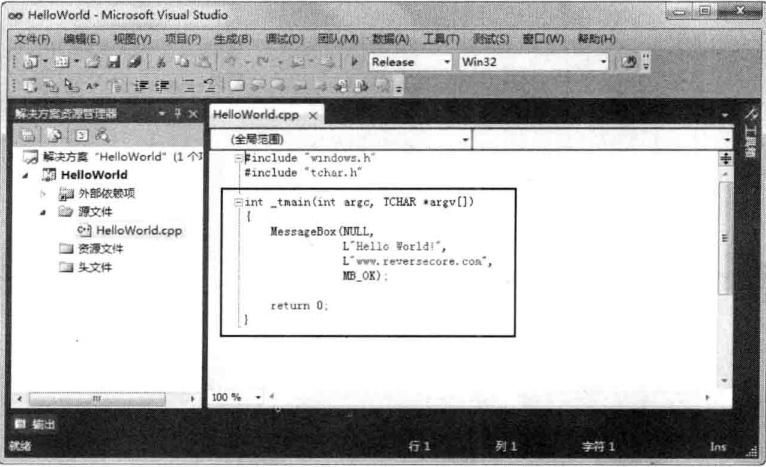 HelloWorld - Microsoft Visual Studio
文件(F) 编辑(E) 视图(V) 项目(P) 生成(B) 调试(D) 团队(M) 数据(A) 工具(T) 测试(S) 窗口(W) 帮助(H)
Release Win32
解决方案资源管理器
HelloWorld.cpp
工具箱
(全局范围)
解决方案 "HelloWorld" (1 个项
HelloWorld
外部依赖项
源文件
HelloWorld.cpp
资源文件
头文件
#include "windows.h"
#include "tchar.h"
int _tmain(int argc, TCHAR *argv[])
{
MessageBox(NULL,
L"Hello World!",
L"www.reversecore.com",
MB_OK);
return 0;
}
100 %
输出
就绪 行 1 列 1 字符 1 Ins